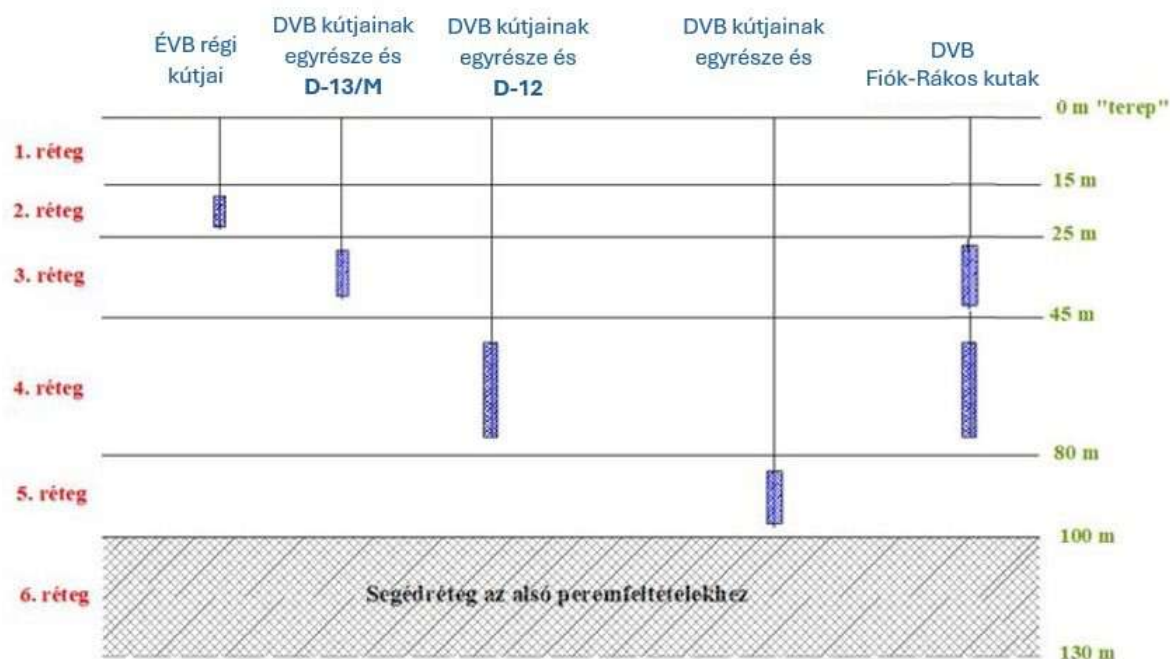 ÉVB régi
kútjai
DVB kútjainak
egyrésze és
D-13/M
DVB kútjainak
egyrésze és
D-12
DVB kútjainak
egyrésze és
DVB
Fiók-Rákos kutak
0 m "terep"
1. réteg
15 m
2. réteg
25 m
3. réteg
45 m
4. réteg
80 m
5. réteg
100 m
6. réteg
Segédréteg az alsó peremfeltételekhez
130 m